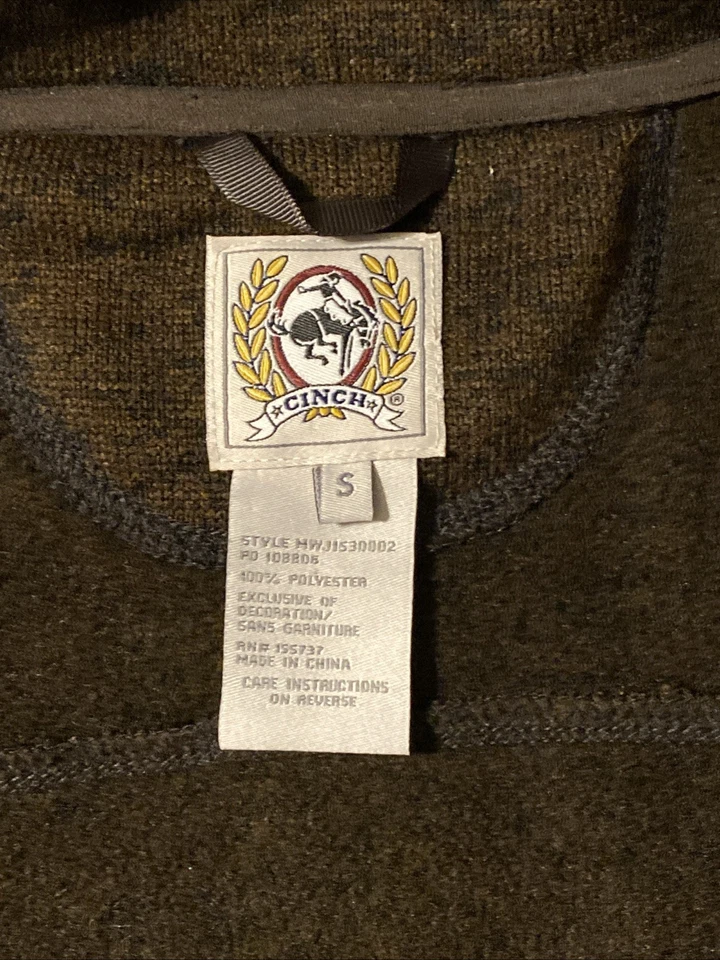 ☆CINCH☆®
S
STYLE MWJ1530002
PO 108806
100% POLYESTER
EXCLUSIVE OF
DECORATION/
SANS GARNITURE
RN# 155737
MADE IN CHINA
CARE INSTRUCTIONS
ON REVERSE